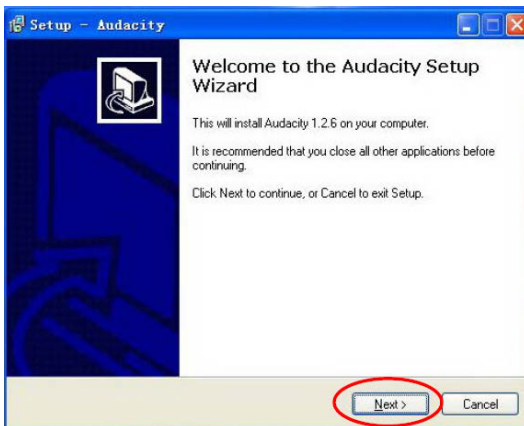 Setup - Audacity
Welcome to the Audacity Setup
Wizard
This will install Audacity 1.2.6 on your computer.
It is recommended that you close all other applications before
continuing.
Click Next to continue, or Cancel to exit Setup.
Next >
Cancel